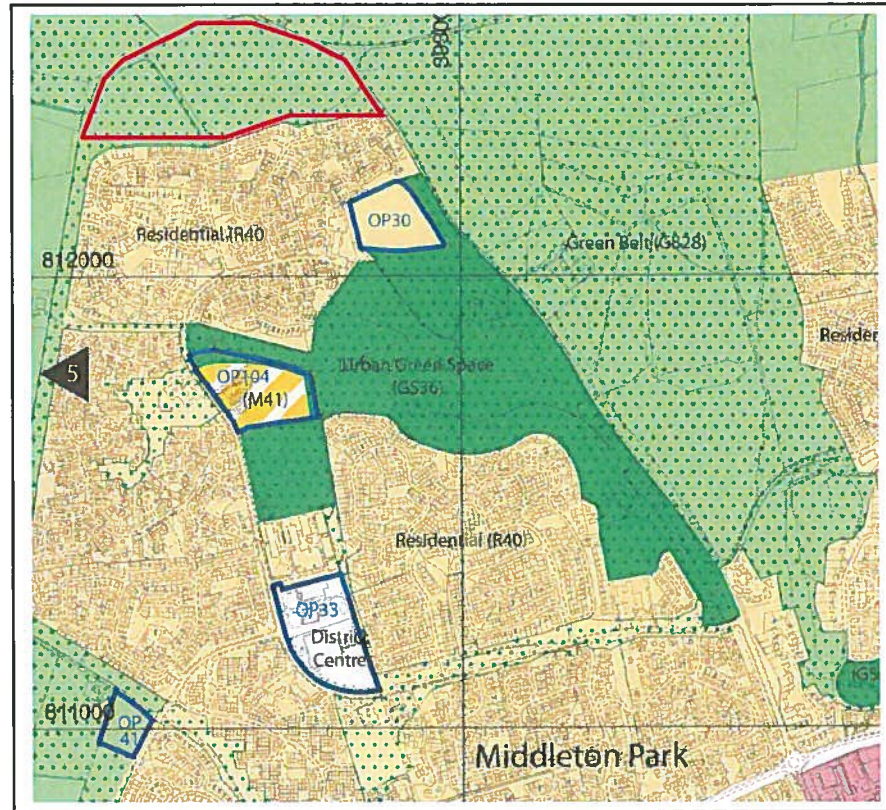 OP30
Residential (R40
Green Belt (GB28)
812000
Residen
Urban Green Space
(GS36)
5
OP104
(M41)
Residential (R40)
OP33
District
Centre
OP
41
811000
Middleton Park